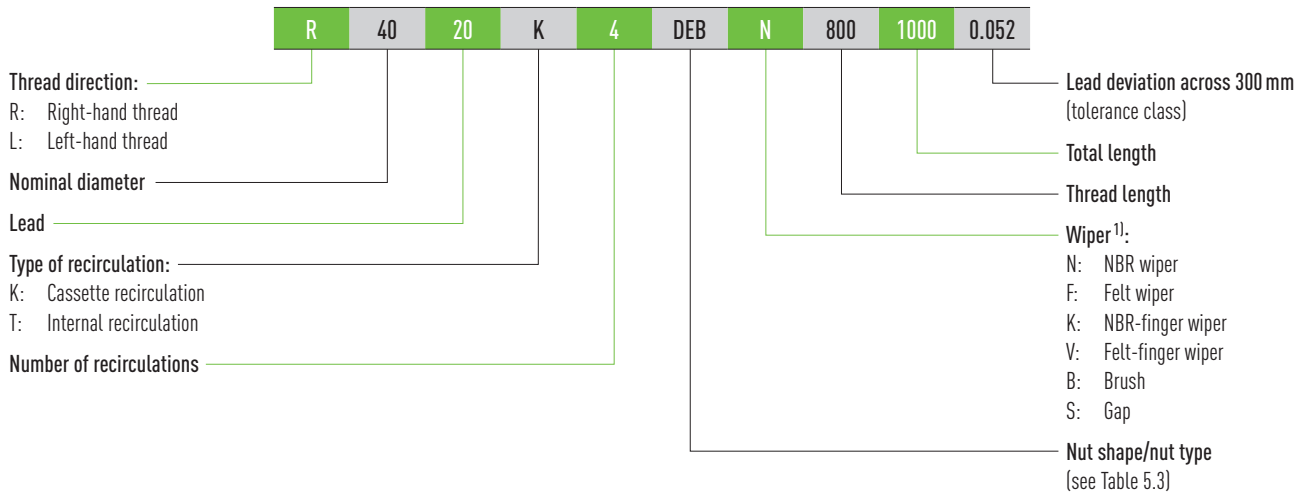 R 40 20 K 4 DEB N 800 1000 0.052
Thread direction:
R: Right-hand thread
L: Left-hand thread
Nominal diameter
Lead
Type of recirculation:
K: Cassette recirculation
T: Internal recirculation
Number of recirculations
Lead deviation across 300 mm
(tolerance class)
Total length
Thread length
Wiper 1):
N: NBR wiper
F: Felt wiper
K: NBR-finger wiper
V: Felt-finger wiper
B: Brush
S: Gap
Nut shape/nut type
(see Table 5.3)